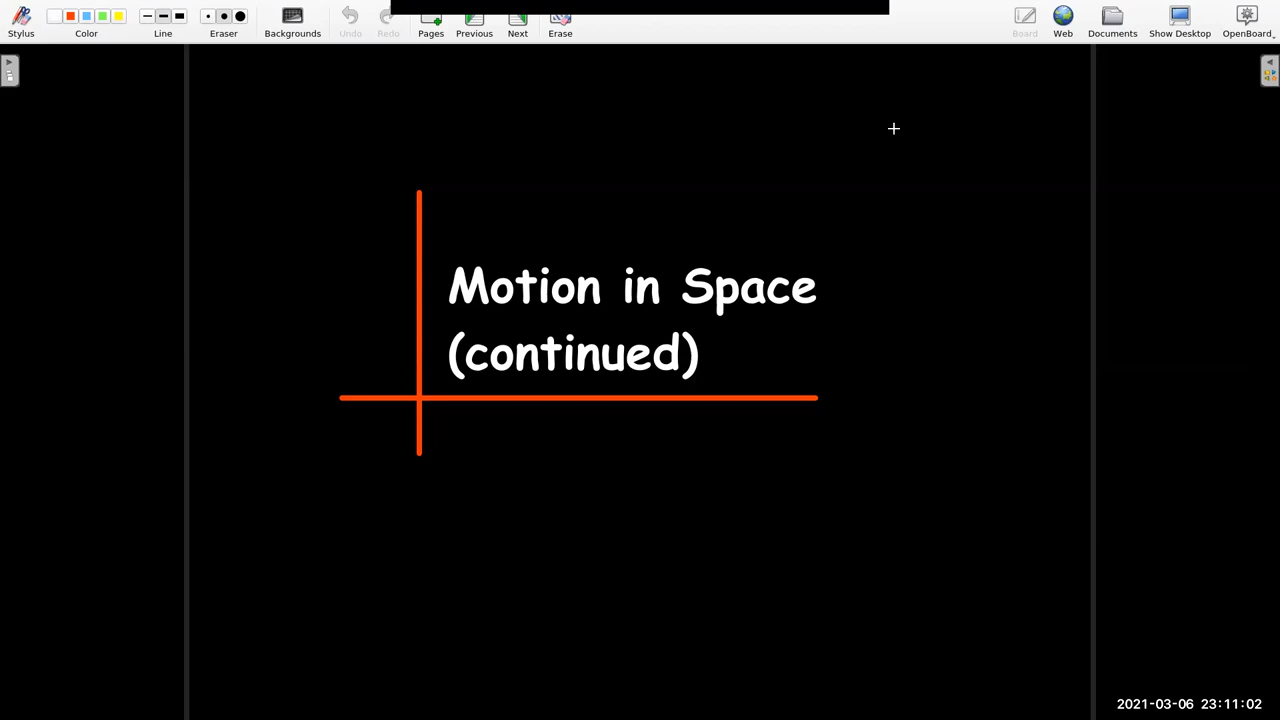 Stylus Color Line Eraser Backgrounds Undo Redo Pages Previous Next Erase Board Web Documents Show Desktop OpenBoard
Motion in Space
(continued)
2021-03-06 23:11:02